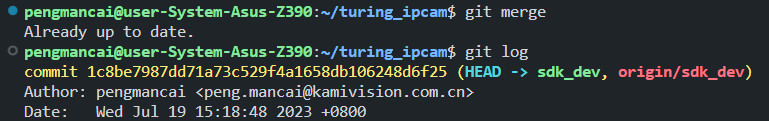 pengmancai@user-System-Asus-Z390:~/turing_ipcam$ git merge
Already up to date.
pengmancai@user-System-Asus-Z390:~/turing_ipcam$ git log
commit 1c8be7987dd71a73c529f4a1658db106248d6f25 (HEAD -> sdk_dev, origin/sdk_dev)
Author: pengmancai <peng.mancai@kamivision.com.cn>
Date:   Wed Jul 19 15:18:48 2023 +0800